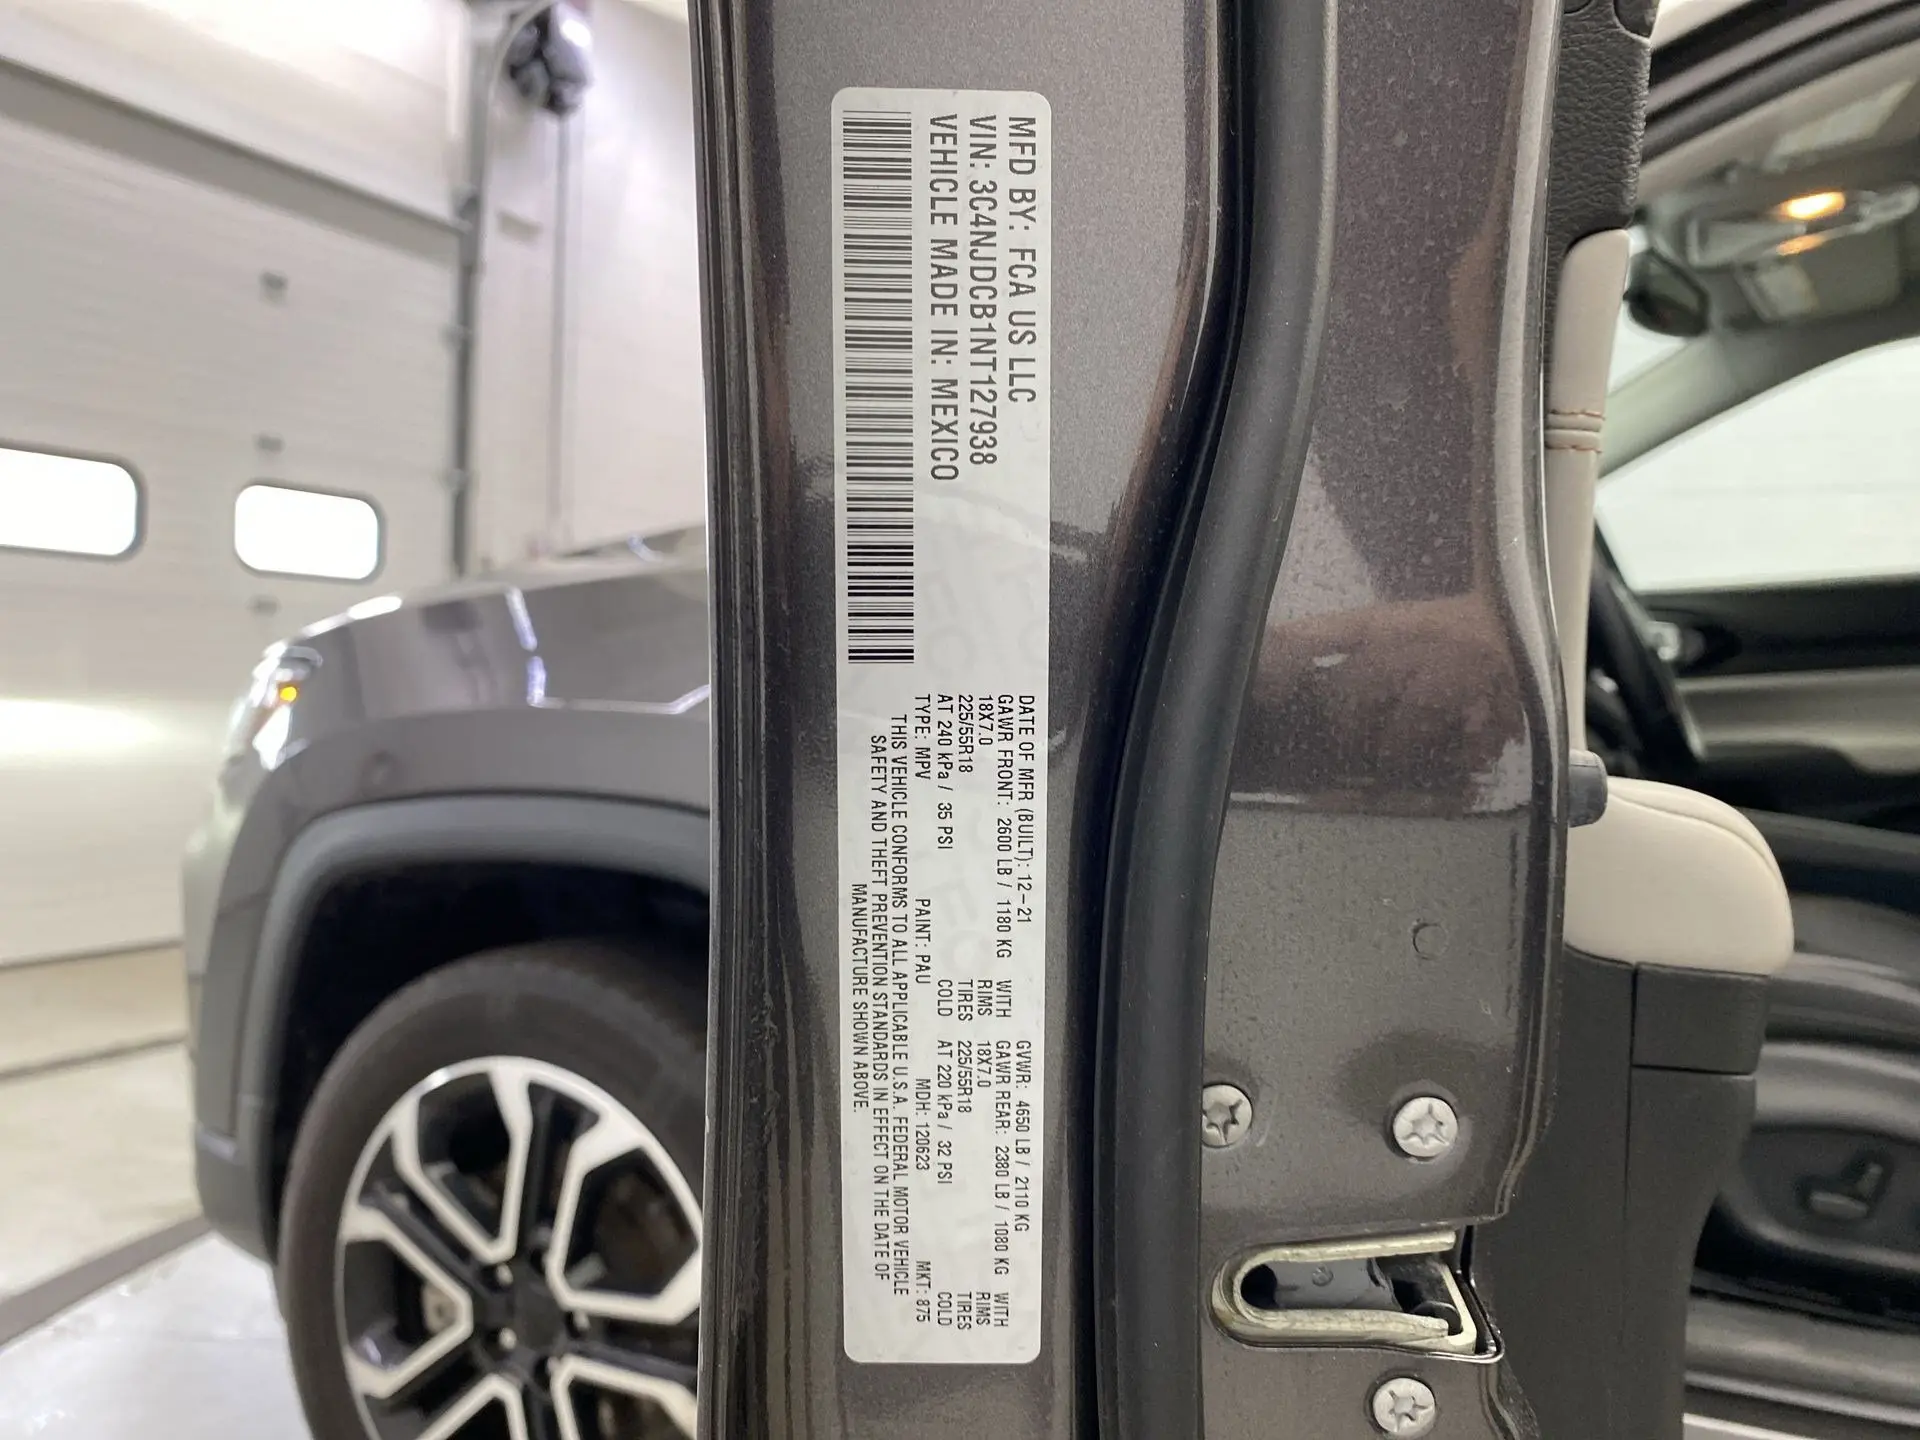 MFD BY: FCA US LLC
VIN: 3C4NJDCB1NT127938
VEHICLE MADE IN: MEXICO
DATE OF MFR (BUILT): 12-21 GVWR: 4650 LB / 2110 KG
GAWR FRONT: 2600 LB / 1180 KG WITH GAWR REAR: 2380 LB / 1080 KG WITH
18X7.0 RIMS 18X7.0 RIMS
225/55R18 TIRES 225/55R18 TIRES
AT 240 kPa / 35 PSI COLD AT 220 kPa / 32 PSI COLD
TYPE: MPV PAINT: PAU MDH: 120623 MKT: 875
THIS VEHICLE CONFORMS TO ALL APPLICABLE U.S.A. FEDERAL MOTOR VEHICLE
SAFETY AND THEFT PREVENTION STANDARDS IN EFFECT ON THE DATE OF
MANUFACTURE SHOWN ABOVE.